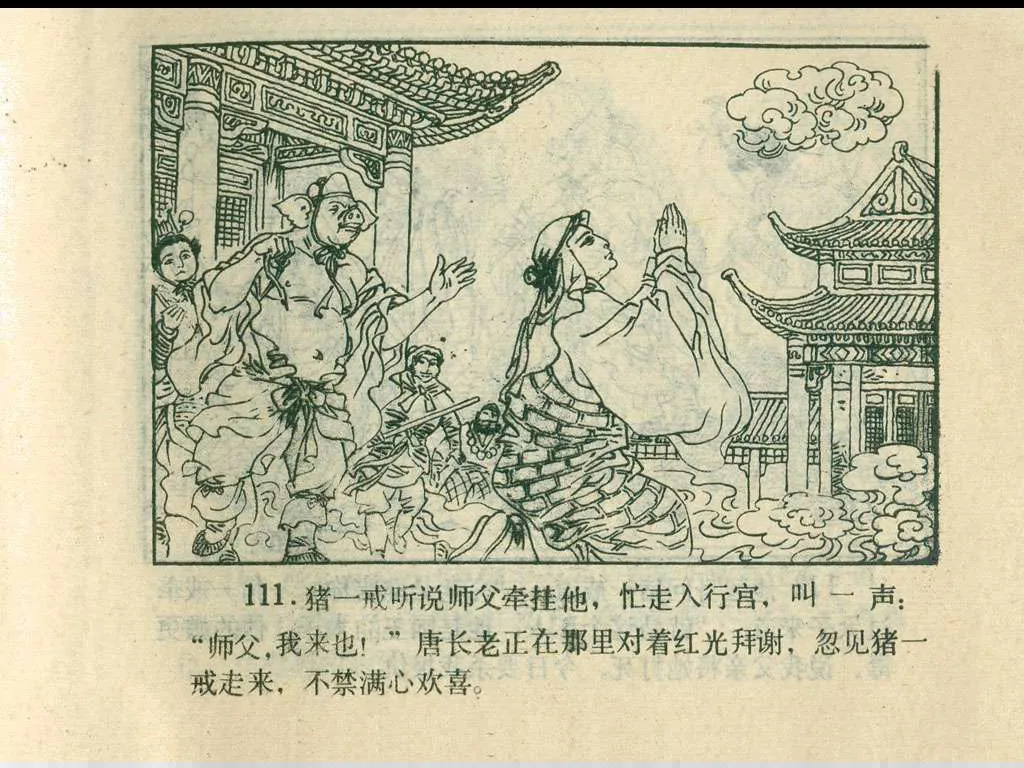 111. 猪一戒听说师父牵挂他，忙走入行宫，叫一声：
“师父，我来也！”唐长老正在那里对着红光拜谢，忽见猪一
戒走来，不禁满心欢喜。